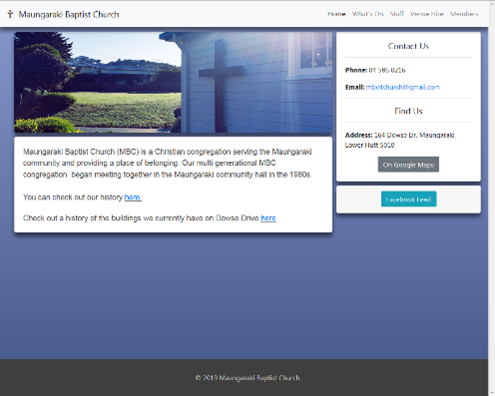 Maungaraki Baptist Church
Home What's On Staff Venue Hire Members
Contact Us
Phone: 04 586 0216
Email: mbc4church@gmail.com
Find Us
Address: 164 Dowse Dr, Maungaraki,
Lower Hutt 5010
On Google Maps
Facebook Feed
Maungaraki Baptist Church (MBC) is a Christian congregation serving the Maungaraki
community and providing a place of belonging. Our multi-generational MBC
congregation began meeting together in the Maungaraki community hall in the 1980s.
You can check out our history here.
Check out a history of the buildings we currently have on Dowse Drive here
© 2019 Maungaraki Baptist Church